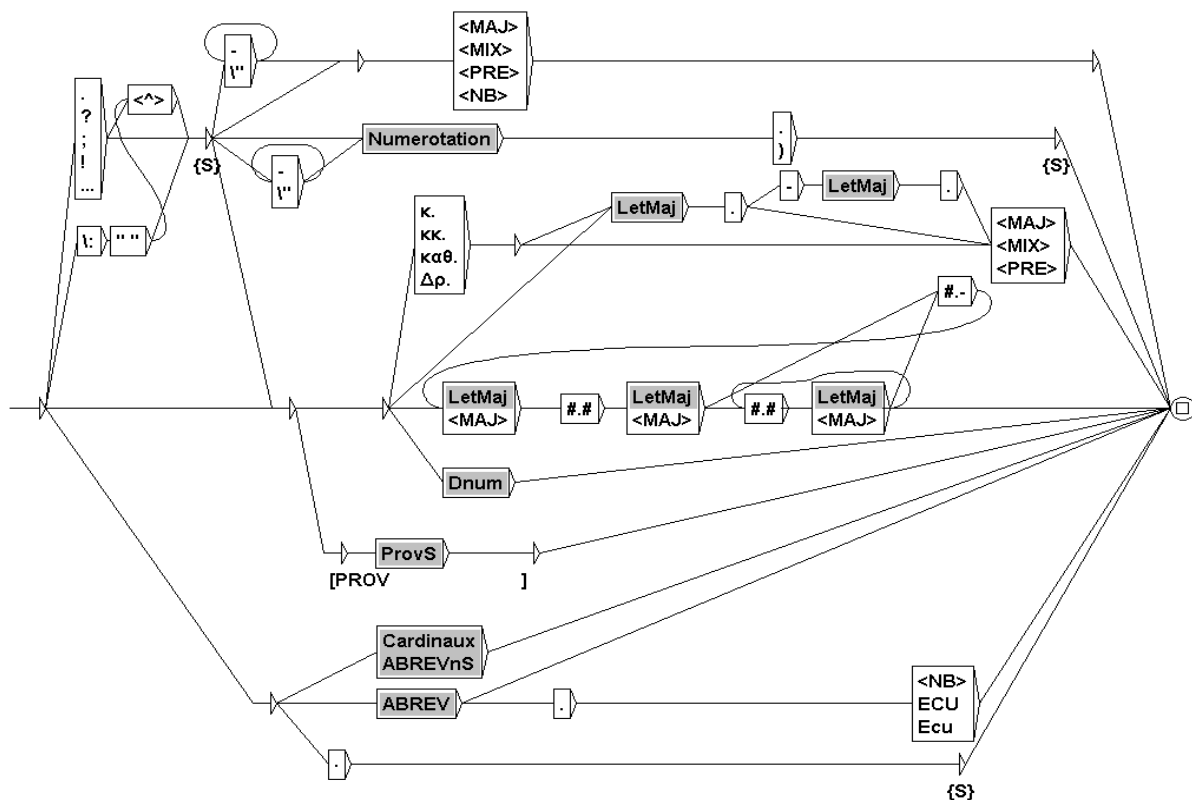 -
\"
<MAJ>
<MIX>
<PRE>
<NB>
.
?
;
!
...
<^>
{S}
-
\"
Numerotation
.
)
{S}
\:
" "
κ.
κκ.
καθ.
Δρ.
LetMaj
.
-
LetMaj
.
<MAJ>
<MIX>
<PRE>
#.-
LetMaj
<MAJ>
#.#
LetMaj
<MAJ>
#.#
LetMaj
<MAJ>
Dnum
ProvS
[PROV
]
Cardinaux
ABREVnS
ABREV
.
<NB>
ECU
Ecu
.
{S}